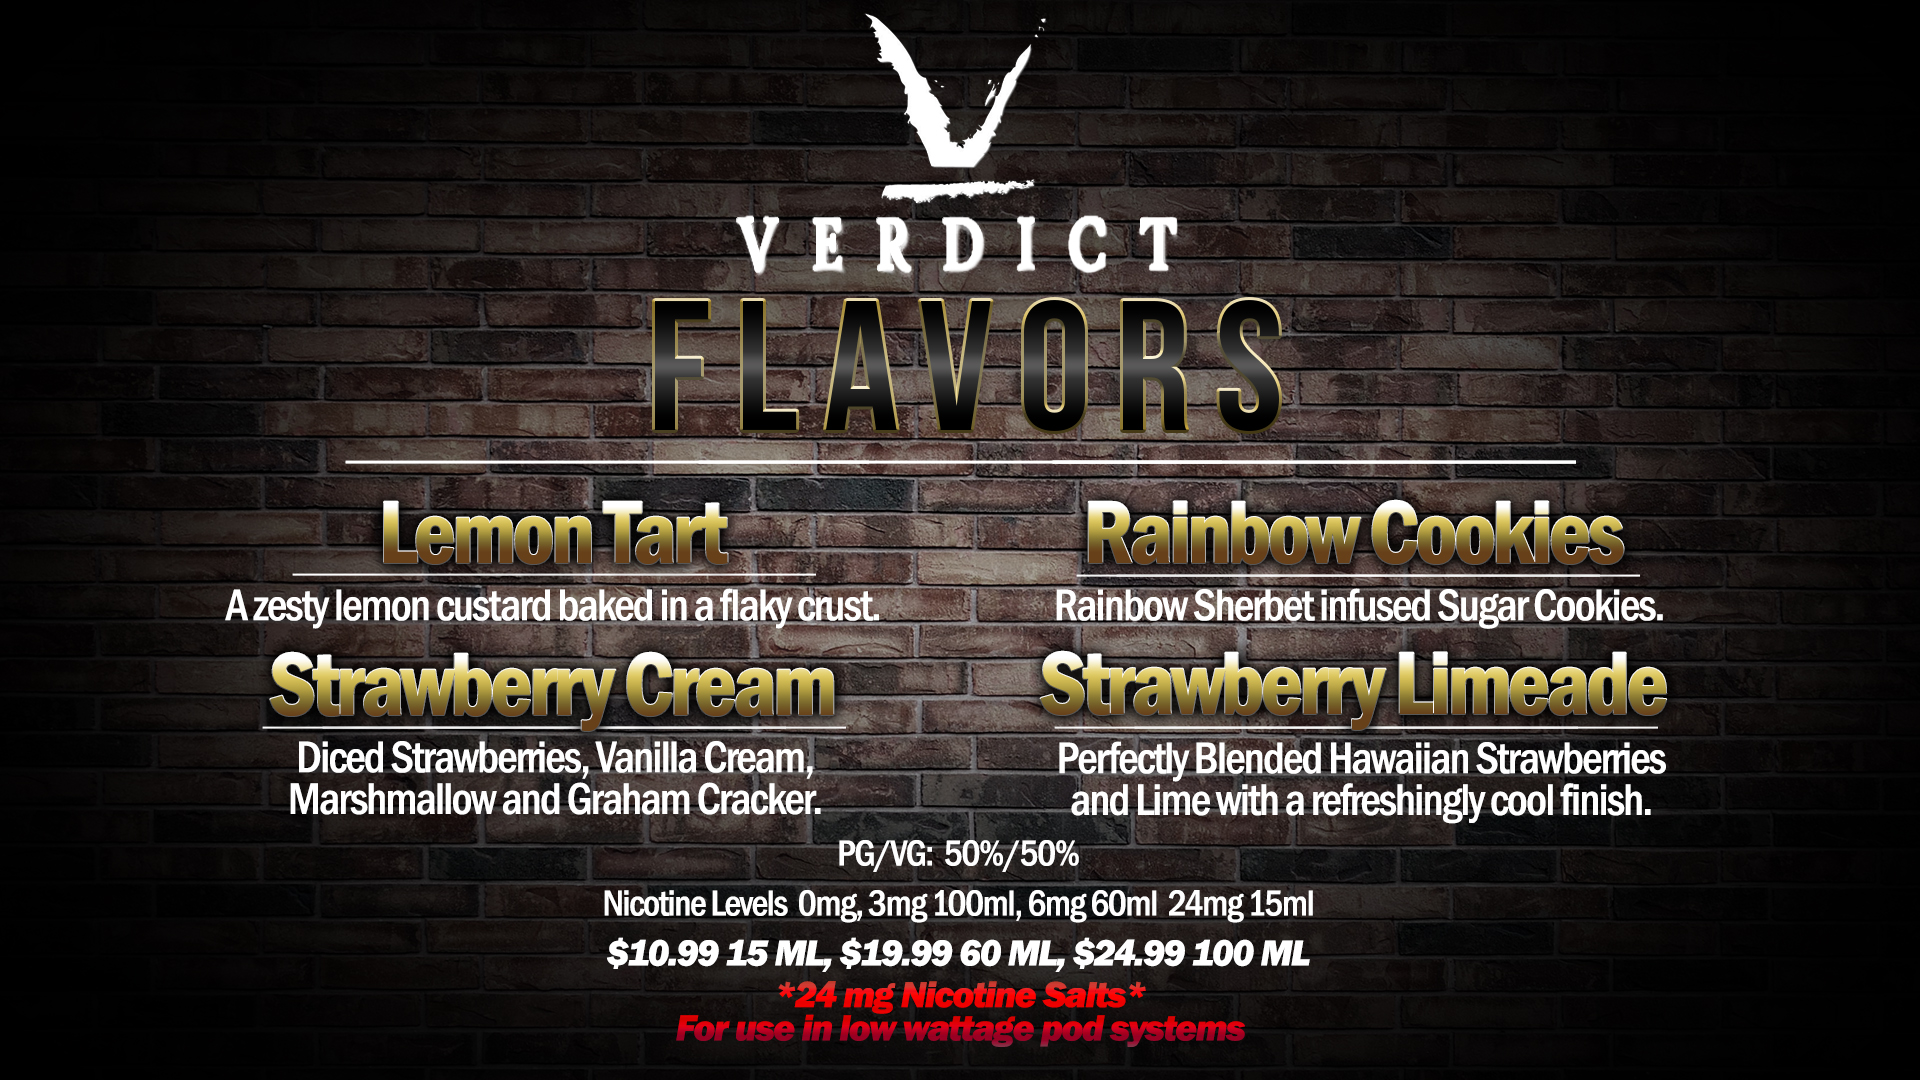 VERDICT
FLAVORS
Lemon Tart
A zesty lemon custard baked in a flaky crust.
Rainbow Cookies
Rainbow Sherbet infused Sugar Cookies.
Strawberry Cream
Diced Strawberries, Vanilla Cream,
Marshmallow and Graham Cracker.
Strawberry Limeade
Perfectly Blended Hawaiian Strawberries
and Lime with a refreshingly cool finish.
PG/VG: 50%/50%
Nicotine Levels 0mg, 3mg 100ml, 6mg 60ml 24mg 15ml
$10.99 15 ML, $19.99 60 ML, $24.99 100 ML
*24 mg Nicotine Salts*
For use in low wattage pod systems